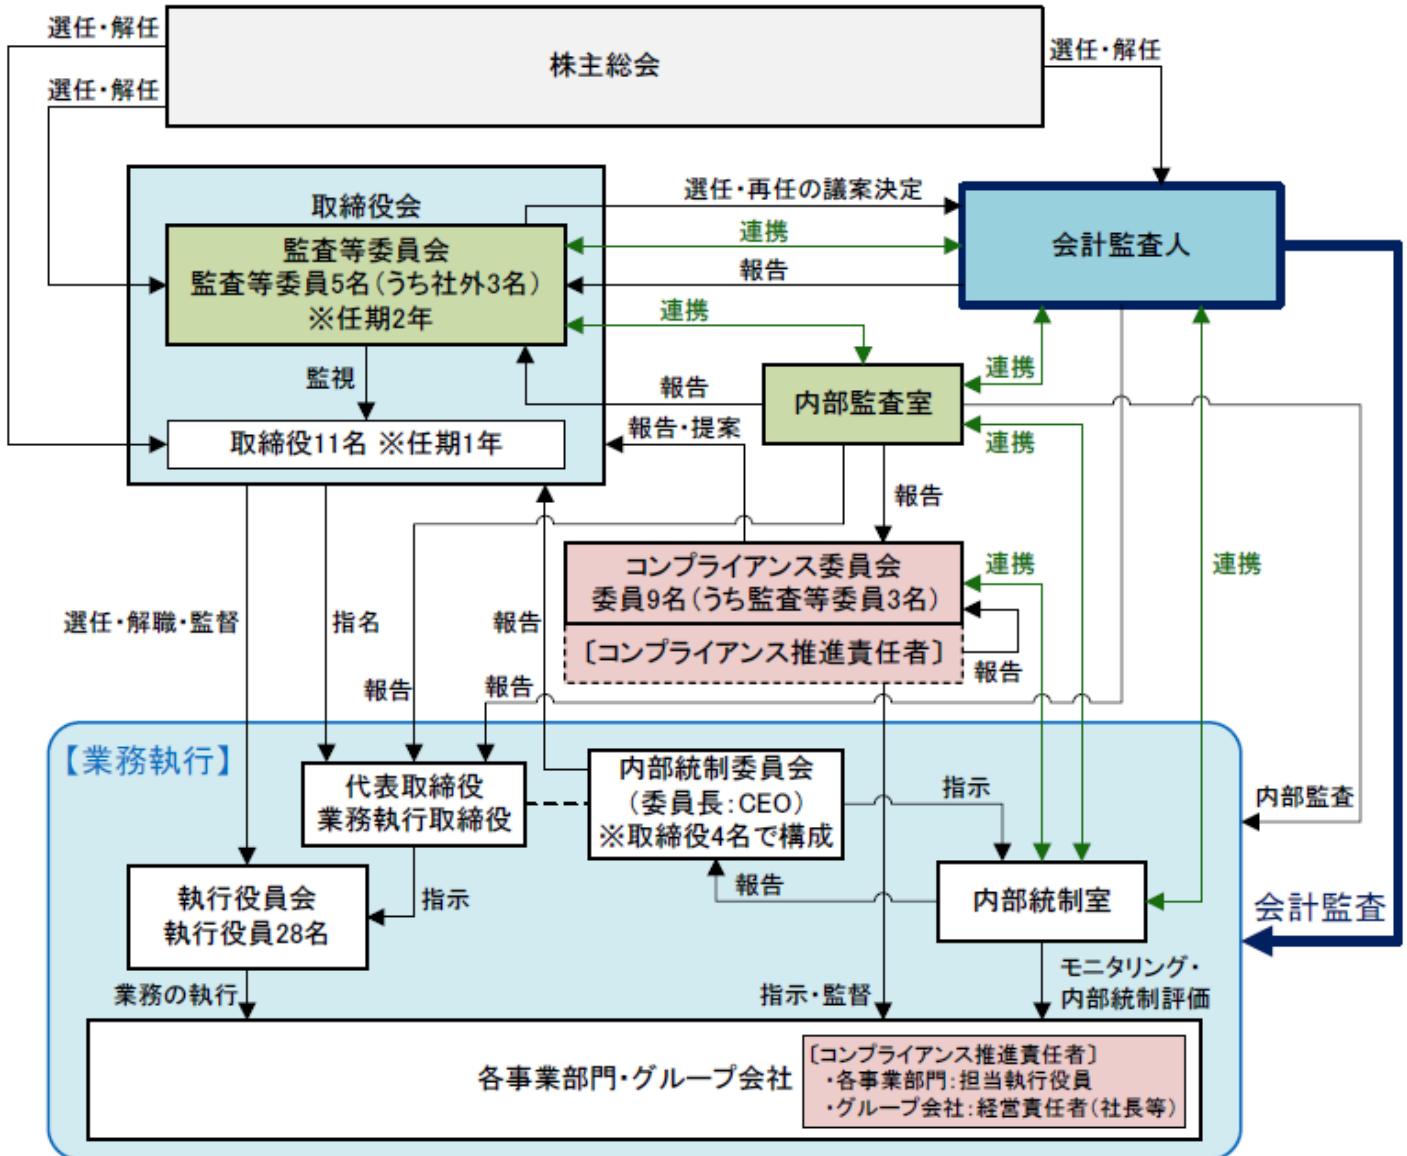 選任・解任
株主総会
選任・解任
選任・解任
取締役会
選任・再任の議案決定
監査等委員会
監査等委員5名(うち社外3名)
※任期2年
連携
会計監査人
報告
連携
監視
報告
内部監査室
連携
取締役11名 ※任期1年
報告・提案
連携
報告
コンプライアンス委員会
委員9名(うち監査等委員3名)
連携
連携
選任・解職・監督
指名
報告
〔コンプライアンス推進責任者〕
報告
報告
報告
【業務執行】
代表取締役
業務執行取締役
内部統制委員会
(委員長:CEO)
※取締役4名で構成
指示
内部監査
執行役員会
執行役員28名
指示
報告
内部統制室
会計監査
業務の執行
指示・監督
モニタリング・
内部統制評価
各事業部門・グループ会社
〔コンプライアンス推進責任者〕
・各事業部門:担当執行役員
・グループ会社:経営責任者(社長等)